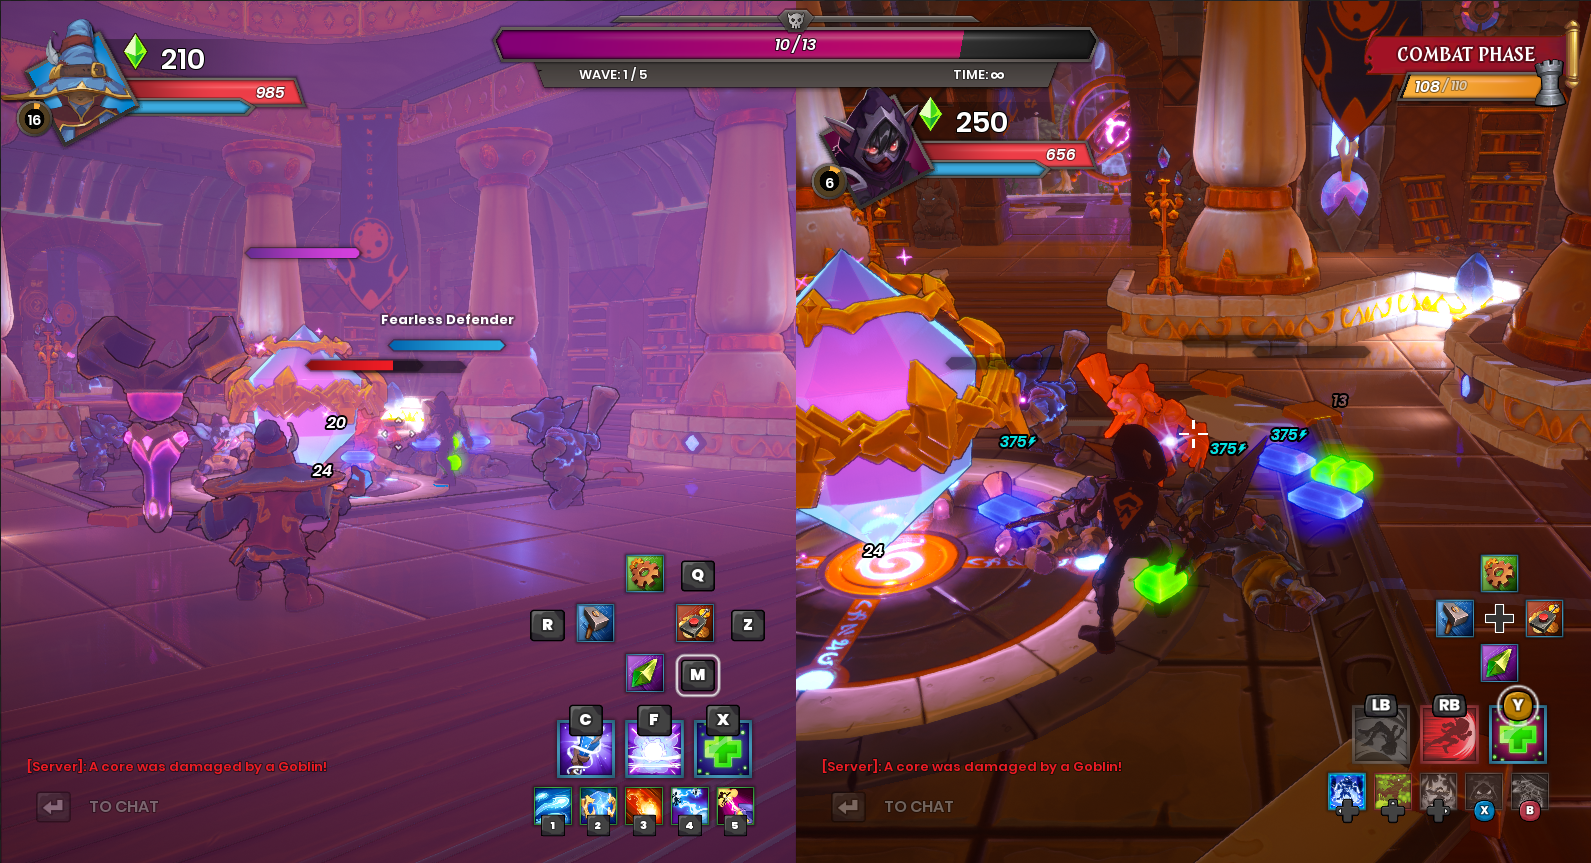 210
985
16
10/13
WAVE: 1 / 5
TIME: ∞
COMBAT PHASE
108 / 110
250
656
6
Fearless Defender
20
24
375
375
375
13
24
Q
R
Z
M
C
F
X
1
2
3
4
5
LB
RB
Y
X
B
[Server]: A core was damaged by a Goblin!
TO CHAT
[Server]: A core was damaged by a Goblin!
TO CHAT